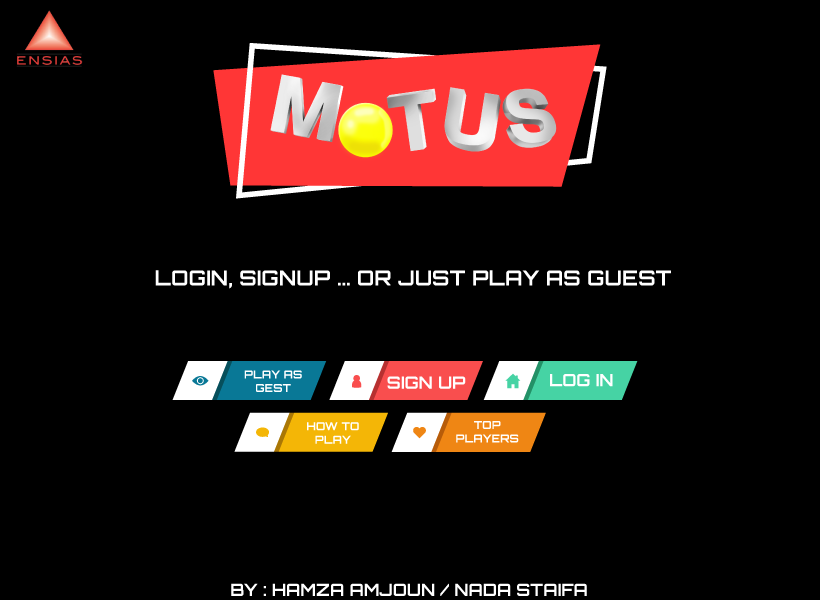 ENSIAS
MOTUS
LOGIN, SIGNUP ... OR JUST PLAY AS GUEST
PLAY AS
GEST
SIGN UP
LOG IN
HOW TO
PLAY
TOP
PLAYERS
BY : HAMZA AMJOUN / NADA STAIFA